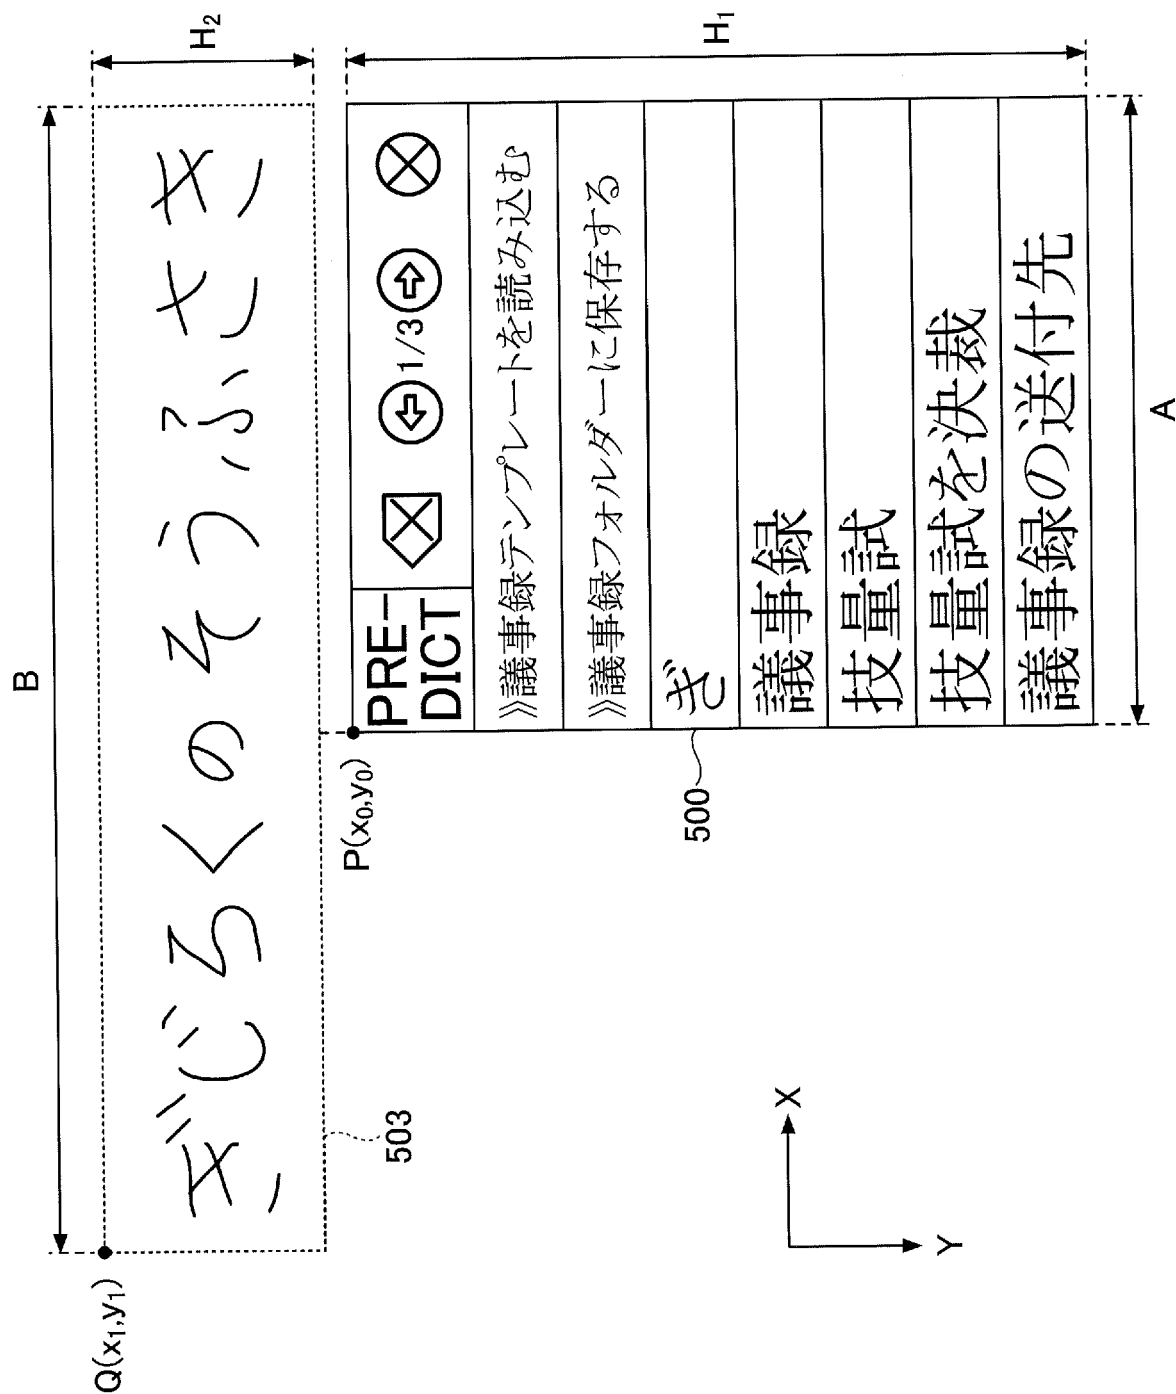 B
Q(x₁,y₁)
ぎじろくのそうふさき
H₂
503
P(x₀,y₀)
PRE-
DICT
1/3
»議事録テンプレートを読み込む
»議事録フォルダーに保存する
ぎ
議事録
技量試
技量試を決裁
議事録の送付先
H₁
500
X
Y
A